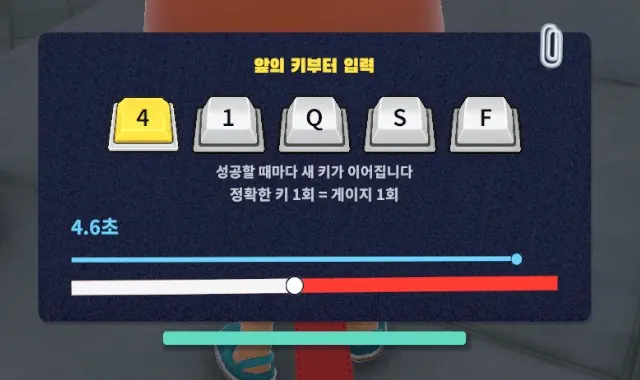 앞의 키부터 입력
4 1 Q S F
성공할 때마다 새 키가 이어집니다
정확한 키 1회 = 게이지 1회
4.6초